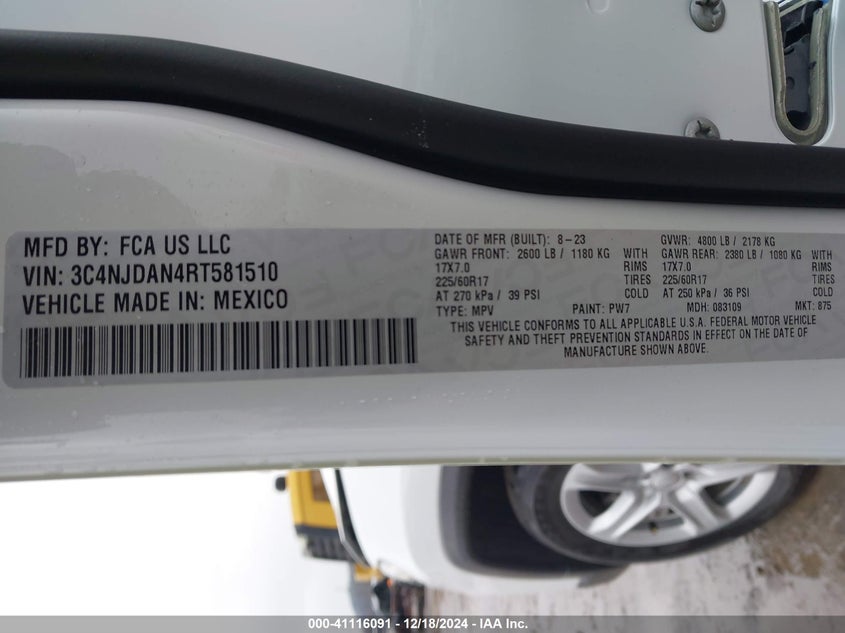 MFD BY: FCA US LLC
VIN: 3C4NJDAN4RT581510
VEHICLE MADE IN: MEXICO
DATE OF MFR (BUILT): 8-23 GVWR: 4800 LB / 2178 KG
GAWR FRONT: 2600 LB / 1180 KG WITH GAWR REAR: 2380 LB / 1080 KG WITH
17X7.0 RIMS 17X7.0 RIMS
225/60R17 TIRES 225/60R17 TIRES
AT 270 kPa / 39 PSI COLD AT 250 kPa / 36 PSI COLD
TYPE: MPV PAINT: PW7 MDH: 083109 MKT: 875
THIS VEHICLE CONFORMS TO ALL APPLICABLE U.S.A. FEDERAL MOTOR VEHICLE
SAFETY AND THEFT PREVENTION STANDARDS IN EFFECT ON THE DATE OF
MANUFACTURE SHOWN ABOVE.
000-41116091 - 12/18/2024 - IAA Inc.